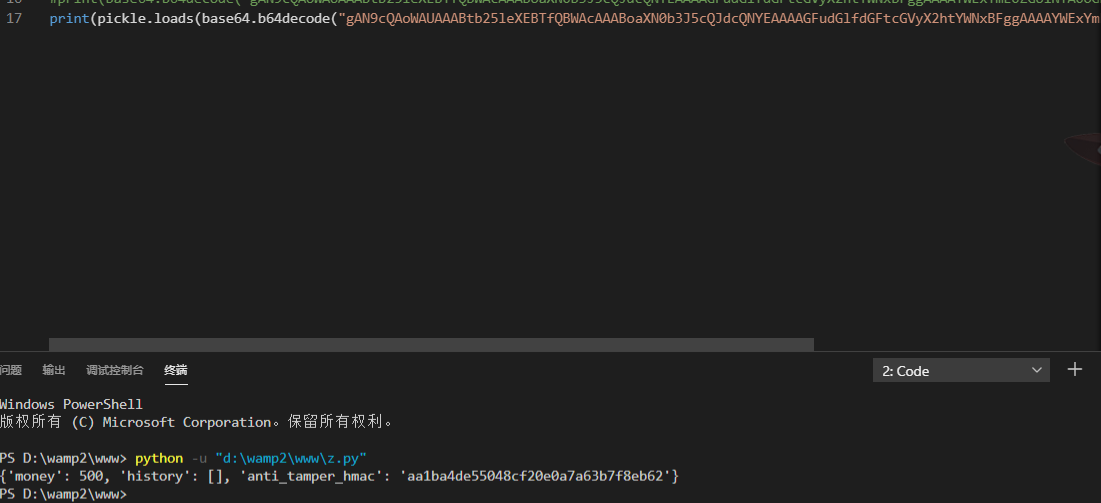 17 print(pickle.loads(base64.b64decode("gAN9cQAoWAUAAABtb25leXEBTfQBWAcAAABoaXN0b3J5cQJdcQNYEAAAAGFudGlfdGFtcGVyX2htYWNxBFggAAAAYWExYm
问题 输出 调试控制台 终端 2: Code
Windows PowerShell
版权所有 (C) Microsoft Corporation。保留所有权利。
PS D:\wamp2\www> python -u "d:\wamp2\www\z.py"
{'money': 500, 'history': [], 'anti_tamper_hmac': 'aa1ba4de55048cf20e0a7a63b7f8eb62'}
PS D:\wamp2\www>